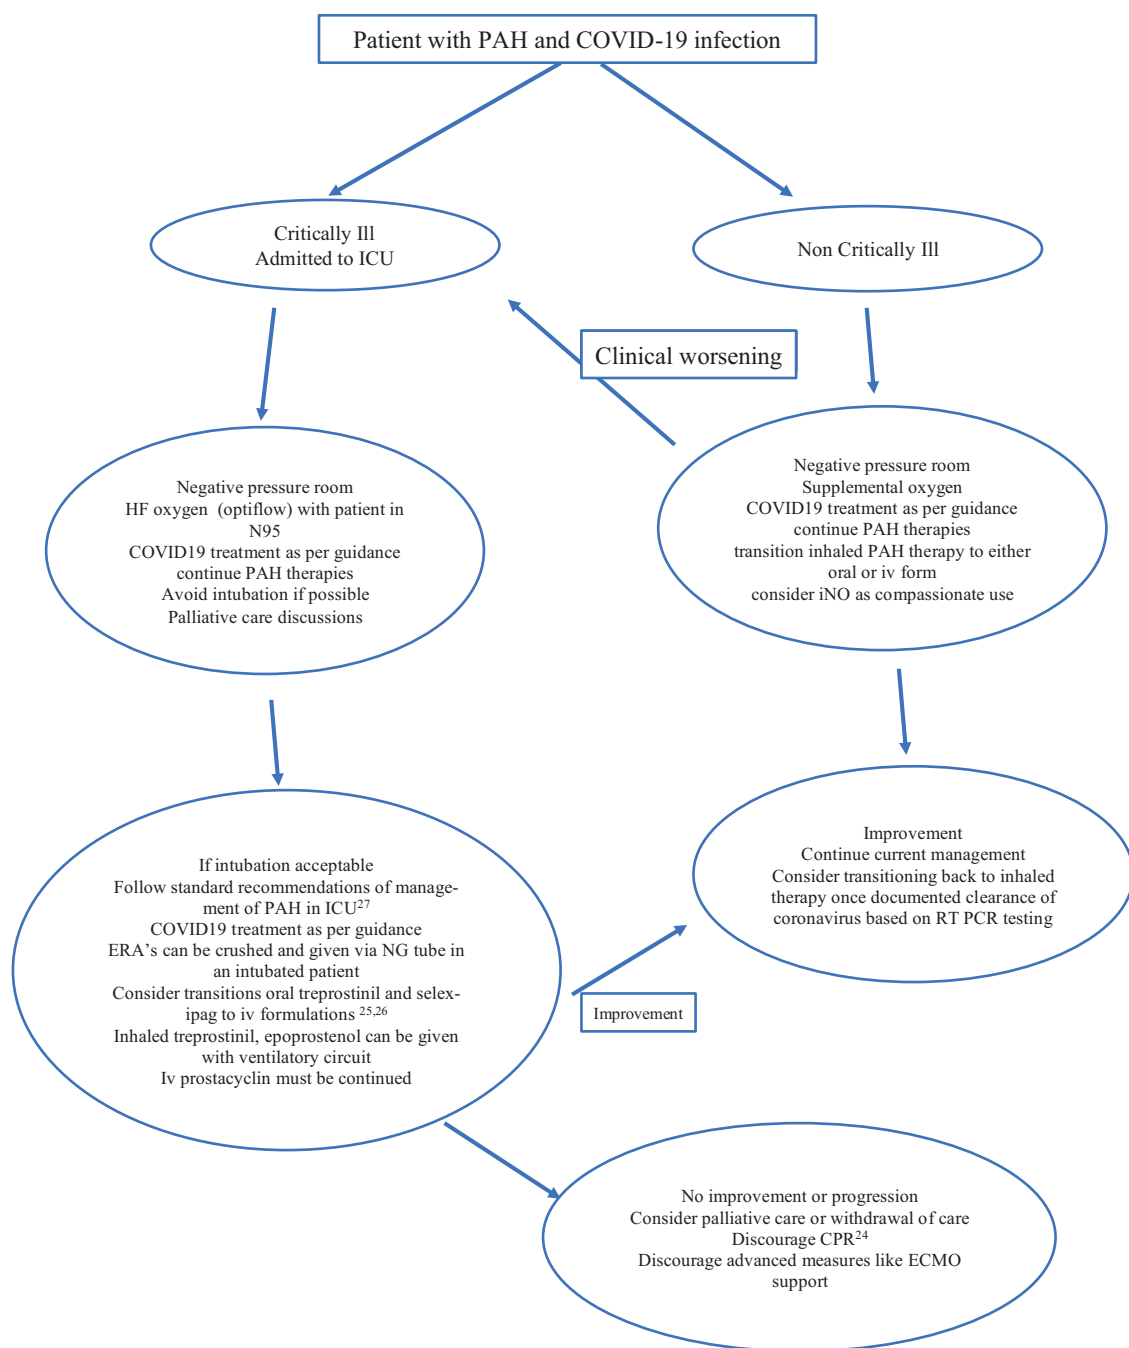 Patient with PAH and COVID-19 infection
Critically Ill
Admitted to ICU
Non Critically Ill
Clinical worsening
Negative pressure room
HF oxygen (optiflow) with patient in
N95
COVID19 treatment as per guidance
continue PAH therapies
Avoid intubation if possible
Palliative care discussions
Negative pressure room
Supplemental oxygen
COVID19 treatment as per guidance
continue PAH therapies
transition inhaled PAH therapy to either
oral or iv form
consider iNO as compassionate use
If intubation acceptable
Follow standard recommendations of manage-
ment of PAH in ICU27
COVID19 treatment as per guidance
ERA's can be crushed and given via NG tube in
an intubated patient
Consider transitions oral treprostinil and selex-
ipag to iv formulations 25,26
Inhaled treprostinil, epoprostenol can be given
with ventilatory circuit
Iv prostacyclin must be continued
Improvement
Continue current management
Consider transitioning back to inhaled
therapy once documented clearance of
coronavirus based on RT PCR testing
Improvement
No improvement or progression
Consider palliative care or withdrawal of care
Discourage CPR24
Discourage advanced measures like ECMO
support